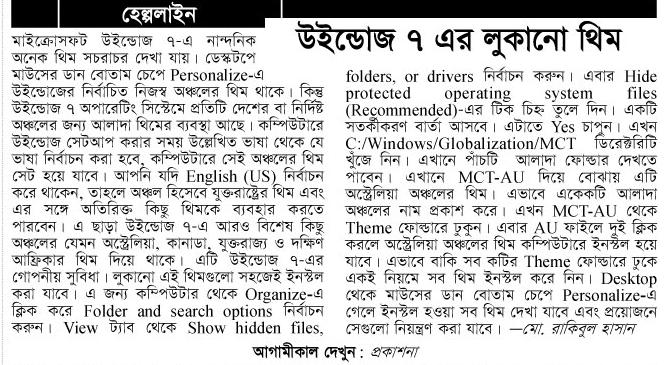 হেল্পলাইন
উইন্ডোজ ৭ এর লুকানো থিম
মাইক্রোসফট উইন্ডোজ ৭-এ নান্দনিক
অনেক থিম সচরাচর দেখা যায়। ডেস্কটপে
মাউসের ডান বোতাম চেপে Personalize-এ
উইন্ডোজের নির্বাচিত নিজস্ব অঞ্চলের থিম থাকে। কিন্তু
উইন্ডোজ ৭ অপারেটিং সিস্টেমে প্রতিটি দেশের বা নির্দিষ্ট
অঞ্চলের জন্য আলাদা থিমের ব্যবস্থা আছে। কম্পিউটারে
উইন্ডোজ সেটআপ করার সময় উল্লেখিত ভাষা থেকে যে
ভাষা নির্বাচন করা হবে, কম্পিউটারে সেই অঞ্চলের থিম
সেট হয়ে যাবে। আপনি যদি English (US) নির্বাচন
করে থাকেন, তাহলে অঞ্চল হিসেবে যুক্তরাষ্ট্রের থিম এবং
এর সঙ্গে অতিরিক্ত কিছু থিমকে ব্যবহার করতে
পারবেন। এ ছাড়া উইন্ডোজ ৭-এ আরও বিশেষ কিছু
অঞ্চলের যেমন অস্ট্রেলিয়া, কানাডা, যুক্তরাজ্য ও দক্ষিণ
আফ্রিকার থিম দিয়ে থাকে। এটি উইন্ডোজ ৭-এর
গোপনীয় সুবিধা। লুকানো এই থিমগুলো সহজেই ইনস্টল
করা যাবে। এ জন্য কম্পিউটার থেকে Organize-এ
ক্লিক করে Folder and search options নির্বাচন
করুন। View ট্যাব থেকে Show hidden files,
folders, or drivers নির্বাচন করুন। এবার Hide
protected operating system files
(Recommended)-এর টিক চিহ্ন তুলে দিন। একটি
সতর্কীকরণ বার্তা আসবে। এটাতে Yes চাপুন। এখন
C:/Windows/Globalization/MCT ডিরেক্টরিটি
খুঁজে নিন। এখানে পাঁচটি আলাদা ফোল্ডার দেখতে
পাবেন। এখানে MCT-AU দিয়ে বোঝায় এটি
অস্ট্রেলিয়া অঞ্চলের থিম। এভাবে একেকটি আলাদা
অঞ্চলের নাম প্রকাশ করে। এখন MCT-AU থেকে
Theme ফোল্ডারে ঢুকুন। এবার AU ফাইলে দুই ক্লিক
করলে অস্ট্রেলিয়া অঞ্চলের থিম কম্পিউটারে ইনস্টল হয়ে
যাবে। এভাবে বাকি সব কটির Theme ফোল্ডারে ঢুকে
একই নিয়মে সব থিম ইনস্টল করে নিন। Desktop
থেকে মাউসের ডান বোতাম চেপে Personalize-এ
গেলে ইনস্টল হওয়া সব থিম দেখা যাবে এবং প্রয়োজনে
সেগুলো নিয়ন্ত্রণ করা যাবে। —মো. রাকিবুল হাসান
আগামীকাল দেখুন : প্রকাশনা